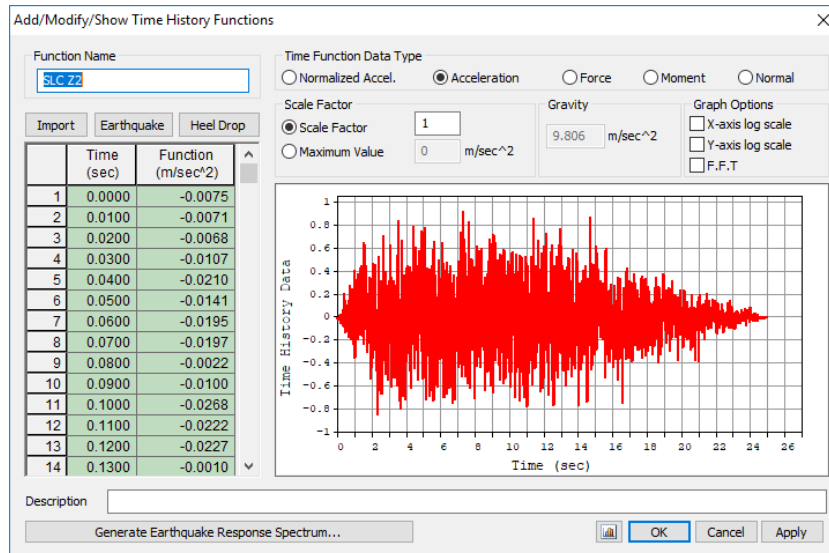 Add/Modify/Show Time History Functions
Function Name
SLC Z2
Time Function Data Type
Normalized Accel. Acceleration Force Moment Normal
Import Earthquake Heel Drop
Scale Factor
Scale Factor 1
Maximum Value 0 m/sec^2
Gravity
9.806 m/sec^2
Graph Options
X-axis log scale
Y-axis log scale
F.F.T
Time (sec) Function (m/sec^2)
1 0.0000 -0.0075
2 0.0100 -0.0071
3 0.0200 -0.0068
4 0.0300 -0.0107
5 0.0400 -0.0210
6 0.0500 -0.0141
7 0.0600 -0.0195
8 0.0700 -0.0197
9 0.0800 -0.0022
10 0.0900 -0.0100
11 0.1000 -0.0268
12 0.1100 -0.0222
13 0.1200 -0.0227
14 0.1300 -0.0010
Time History Data
1
0.8
0.6
0.4
0.2
0
-0.2
-0.4
-0.6
-0.8
-1
0 2 4 6 8 10 12 14 16 18 20 22 24 26
Time (sec)
Description
Generate Earthquake Response Spectrum... OK Cancel Apply